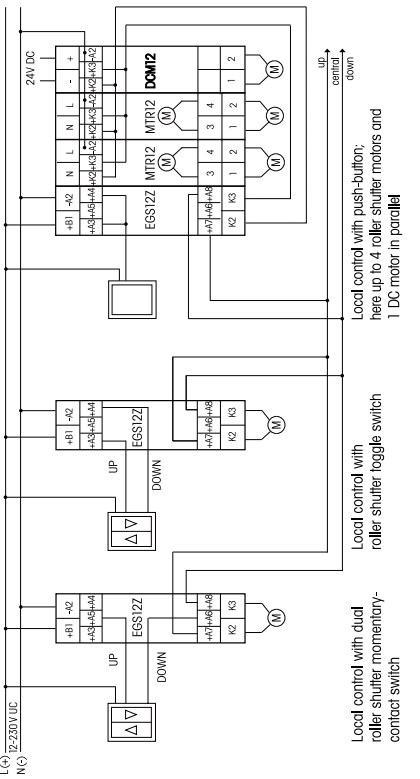 L(+)
12-230 V UC
N(-)
+B1 -A2
+A3+A5+A4
EGS12Z
UP
DOWN
+A7+A6+A8
K2 K3
M
Local control with dual
roller shutter momentary-
contact switch
+B1 -A2
+A3+A5+A4
EGS12Z
UP
DOWN
+A7+A6+A8
K2 K3
M
Local control with
roller shutter toggle switch
24V DC
- +
+K2+K3-A2
DCM12
1 2
M
N L
+K2+K3-A2
MTR12
M
3 4
1 2
M
N L
+K2+K3-A2
MTR12
M
3 4
1 2
M
+B1 -A2
+A3+A5+A4
EGS12Z
+A7+A6+A8
K2 K3
up
central
down
Local control with push-button;
here up to 4 roller shutter motors and
1 DC motor in parallel